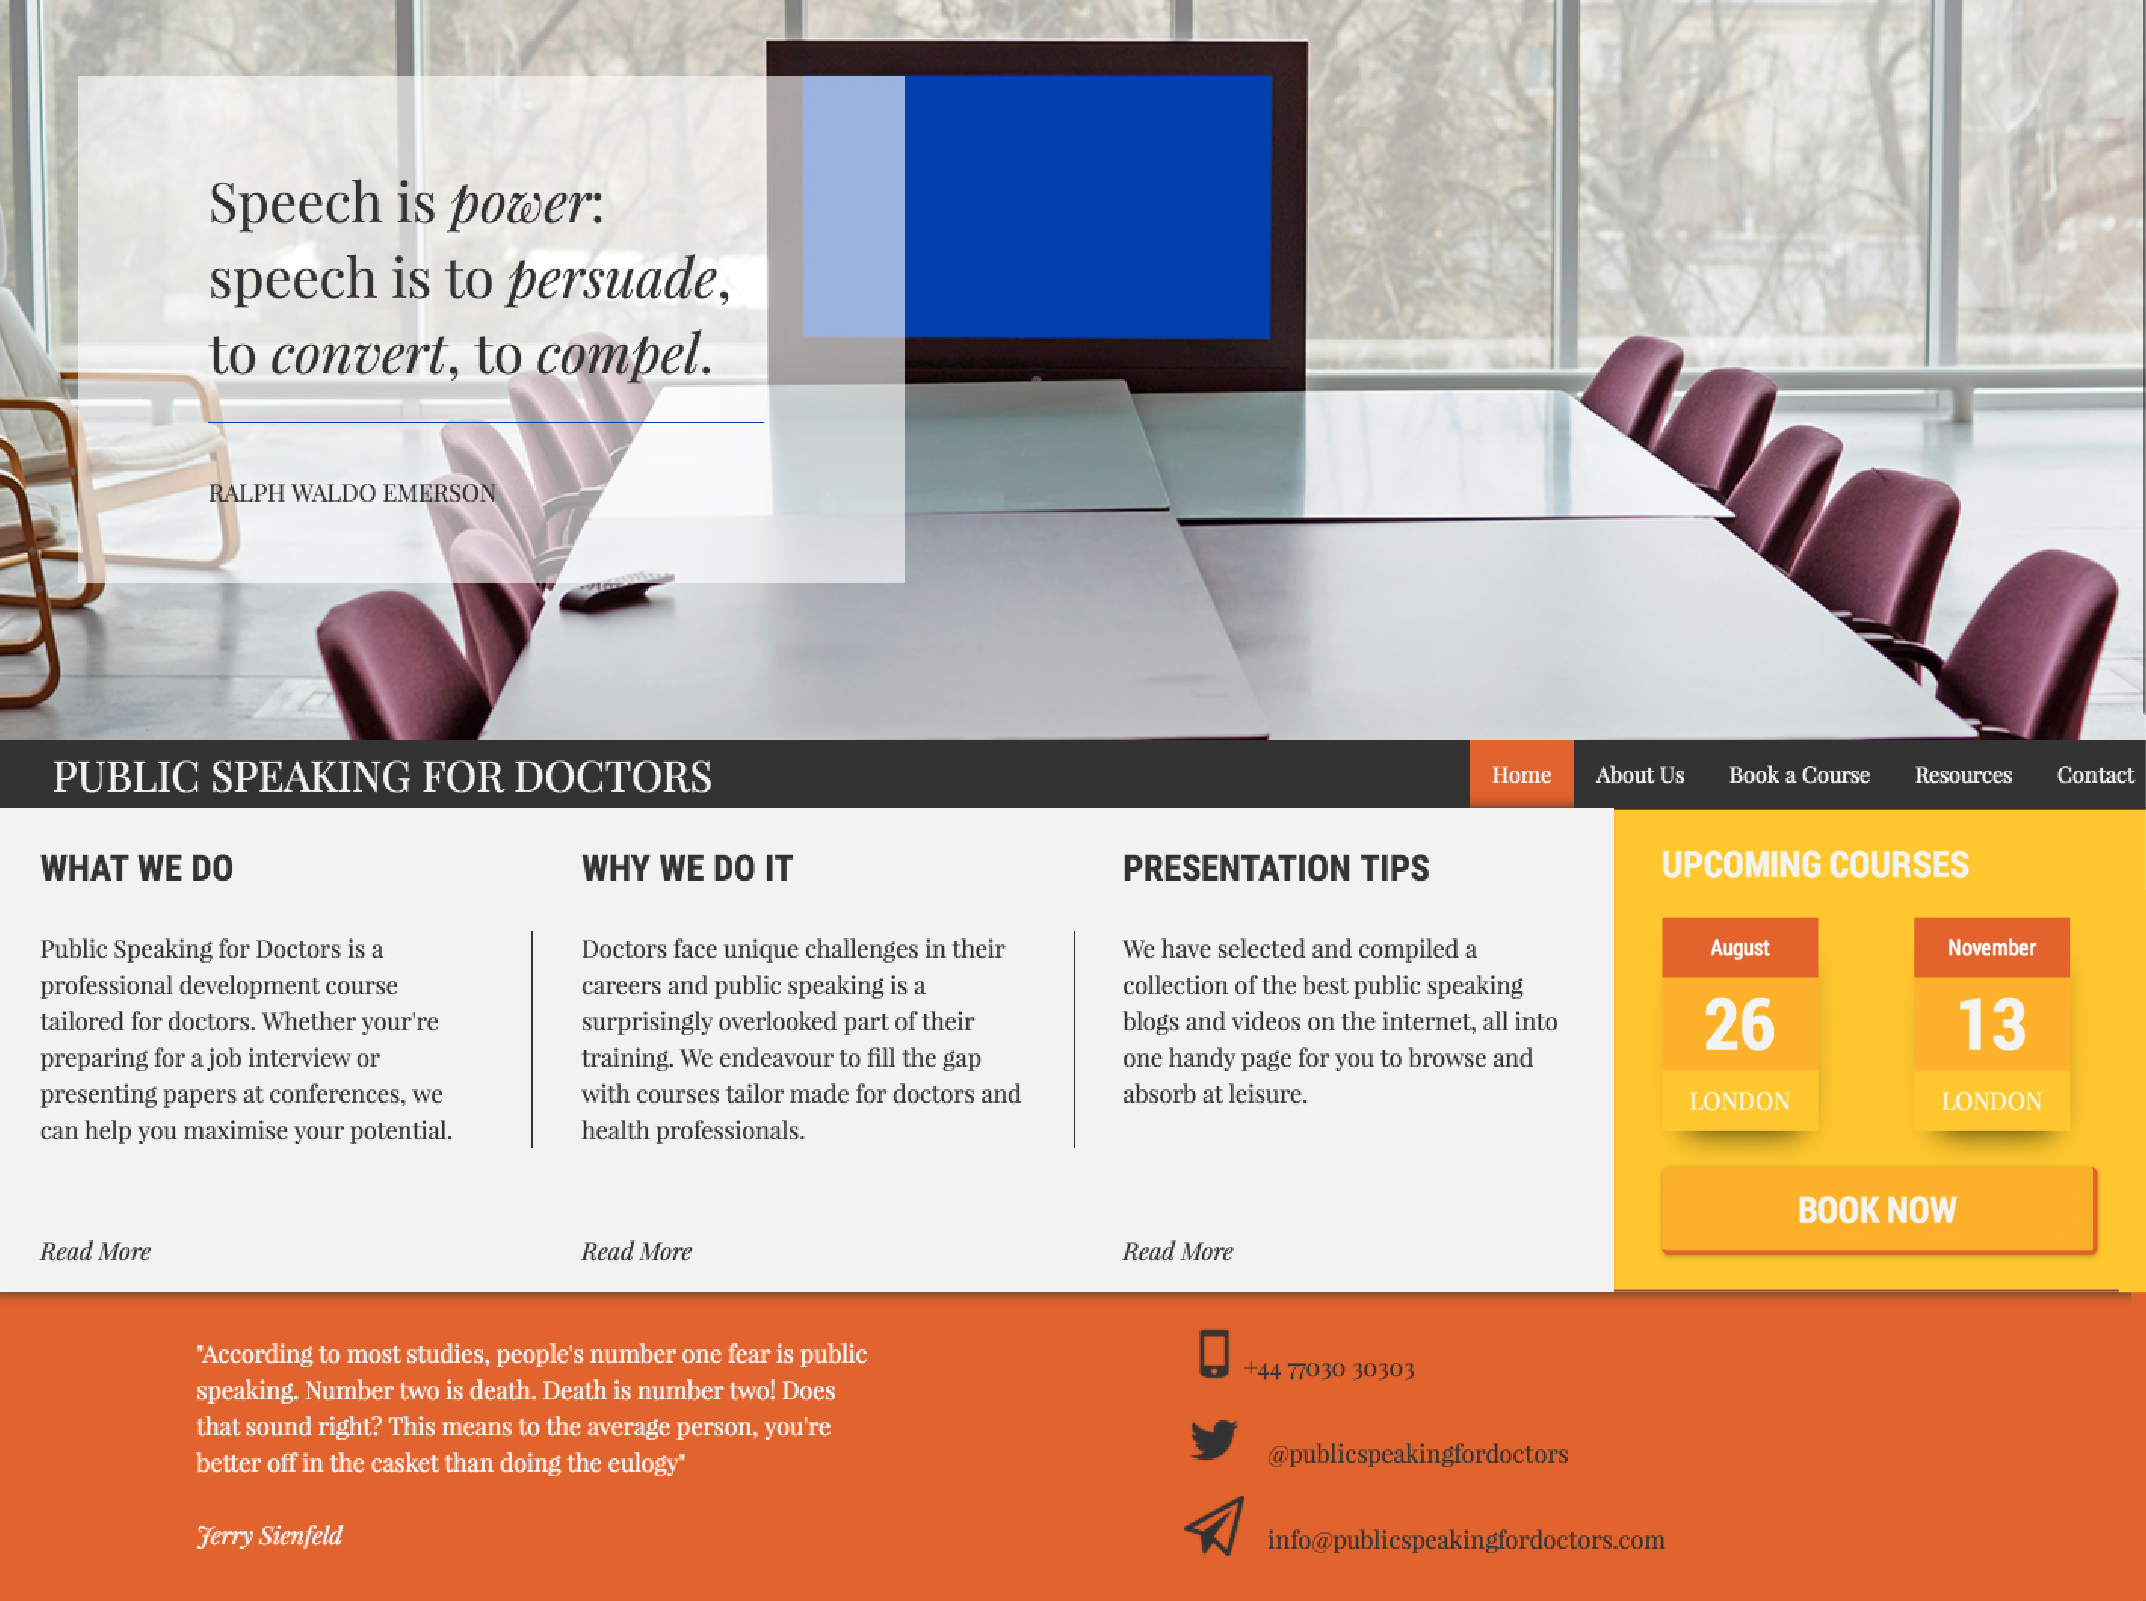 Speech is power:
speech is to persuade,
to convert, to compel.
RALPH WALDO EMERSON
PUBLIC SPEAKING FOR DOCTORS
Home
About Us
Book a Course
Resources
Contact
WHAT WE DO
Public Speaking for Doctors is a
professional development course
tailored for doctors. Whether your're
preparing for a job interview or
presenting papers at conferences, we
can help you maximise your potential.
Read More
WHY WE DO IT
Doctors face unique challenges in their
careers and public speaking is a
surprisingly overlooked part of their
training. We endeavour to fill the gap
with courses tailor made for doctors and
health professionals.
Read More
PRESENTATION TIPS
We have selected and compiled a
collection of the best public speaking
blogs and videos on the internet, all into
one handy page for you to browse and
absorb at leisure.
Read More
UPCOMING COURSES
August
26
LONDON
November
13
LONDON
BOOK NOW
"According to most studies, people's number one fear is public
speaking. Number two is death. Death is number two! Does
that sound right? This means to the average person, you're
better off in the casket than doing the eulogy"
Jerry Sienfeld
+44 77030 30303
@publicspeakingfordoctors
info@publicspeakingfordoctors.com